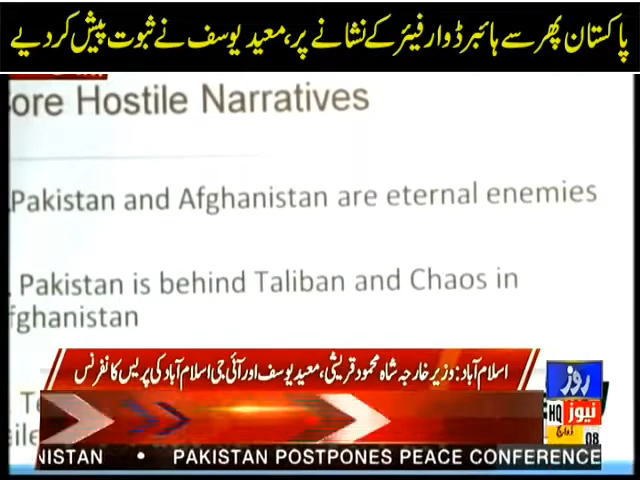 پاکستان پھر سے ہائبرڈ وار فیئر کے نشانے پر، معید یوسف نے ثبوت پیش کر دیے
ore Hostile Narratives
.Pakistan and Afghanistan are eternal enemies
. Pakistan is behind Taliban and Chaos in
fghanistan
اسلام آباد: وزیر خارجہ شاہ محمود قریشی، معید یوسف اور آئی جی اسلام آباد کی پریس کانفرنس
روز
HQ نیوز
08
NISTAN • PAKISTAN POSTPONES PEACE CONFERENCE